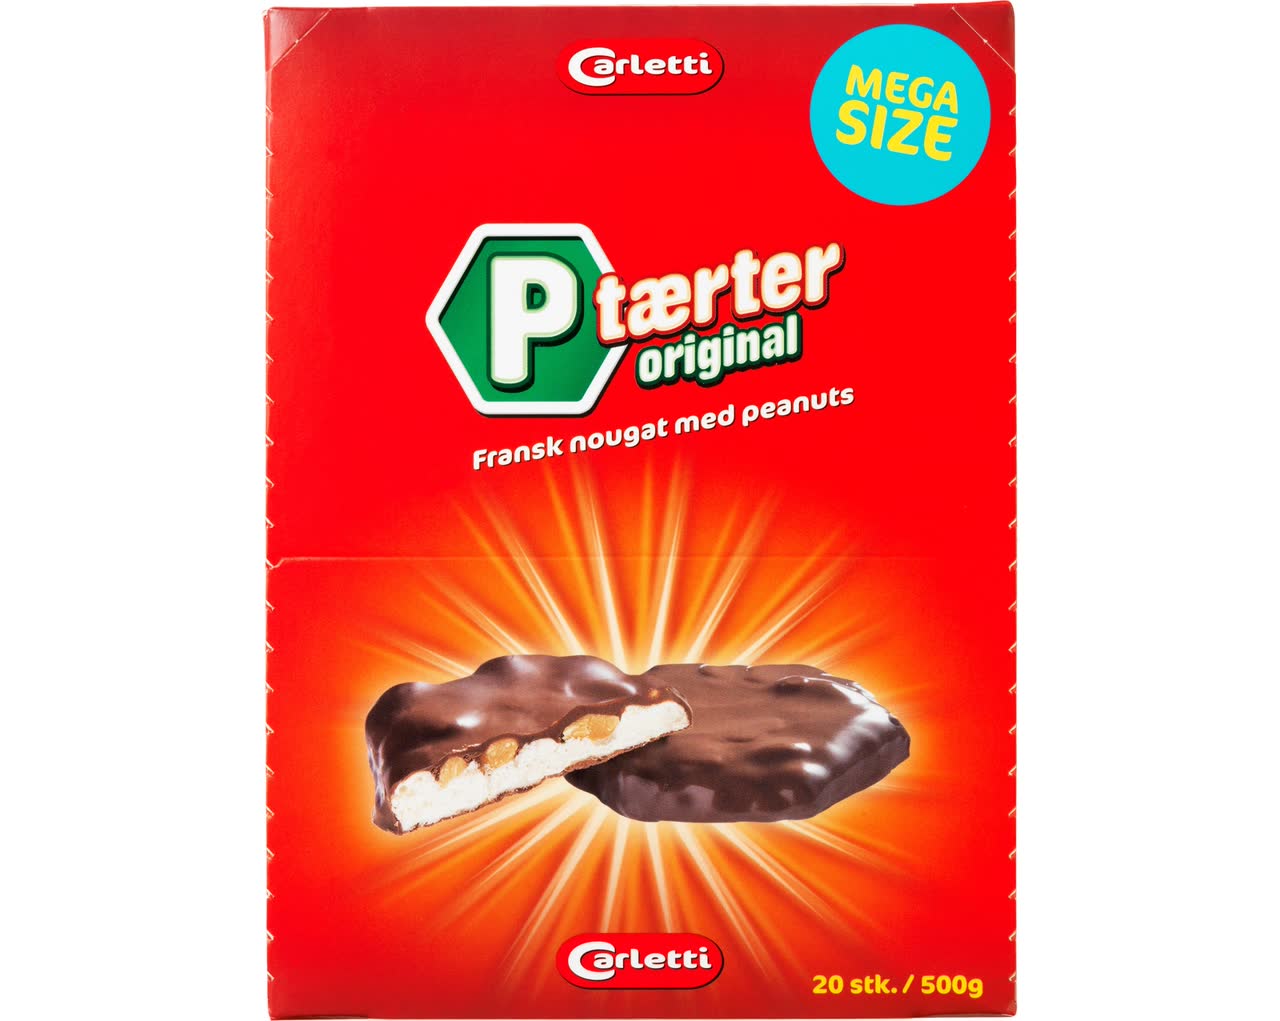 Carletti
MEGA
SIZE
P tærter
original
Fransk nougat med peanuts
Carletti
20 stk. / 500g